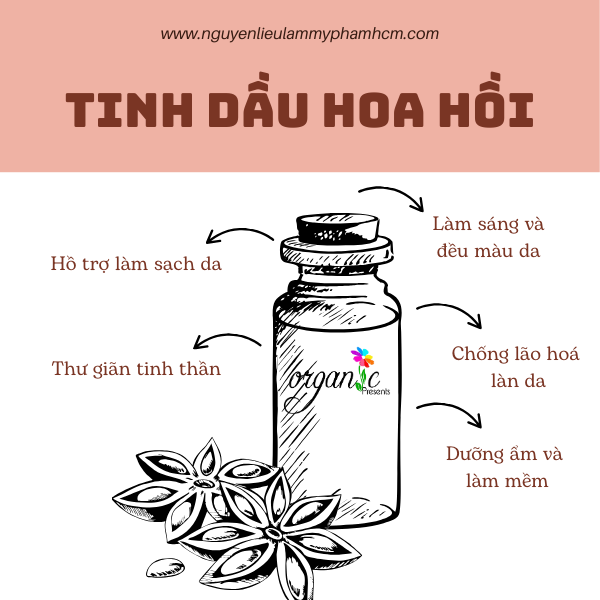 www.nguyenlieulammyphamhcm.com
TINH DẦU HOA HỒI
Làm sáng và
đều màu da
Hỗ trợ làm sạch da
Chống lão hoá
làn da
Thư giãn tinh thần
organic
Presents
Dưỡng ẩm và
làm mềm